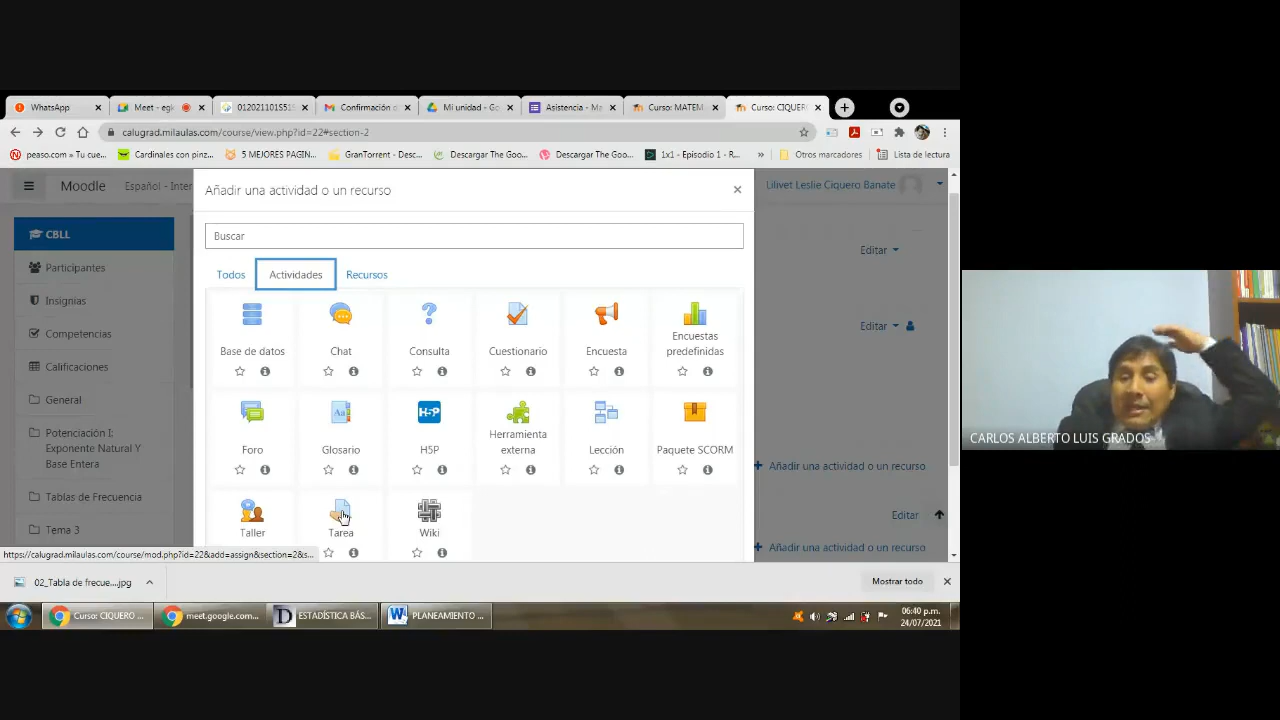 WhatsApp
Meet - egk
012021101S51S
Confirmación d
Mi unidad - Go
Asistencia - Ma
Curso: MATEM
Curso: CIQUERO
calugrad.milaulas.com/course/view.php?id=22#section-2
peaso.com » Tu cue...
Cardinales con pinz...
5 MEJORES PAGIN...
GranTorrent - Desc...
Descargar The Goo...
Descargar The Goo...
1x1 - Episodio 1 - R...
»
Otros marcadores
Lista de lectura
Moodle
Español - Inter
Añadir una actividad o un recurso
×
Lilivet Leslie Ciquero Banate
CBLL
Participantes
Insignias
Competencias
Calificaciones
General
Potenciación I:
Exponente Natural Y
Base Entera
Tablas de Frecuencia
Tema 3
Buscar
Todos
Actividades
Recursos
Base de datos
Chat
Consulta
Cuestionario
Encuesta
Encuestas
predefinidas
Foro
Glosario
H5P
Herramienta
externa
Lección
Paquete SCORM
Taller
Tarea
Wiki
Editar
Editar
Añadir una actividad o un recurso
Editar
Añadir una actividad o un recurso
https://calugrad.milaulas.com/course/mod.php?id=22&add=assign&section=2&s...
02_Tabla de frecue....jpg
Mostrar todo
Curso: CIQUERO ...
meet.google.com...
ESTADÍSTICA BÁS...
PLANEAMIENTO ...
06:40 p.m.
24/07/2021
CARLOS ALBERTO LUIS GRADOS